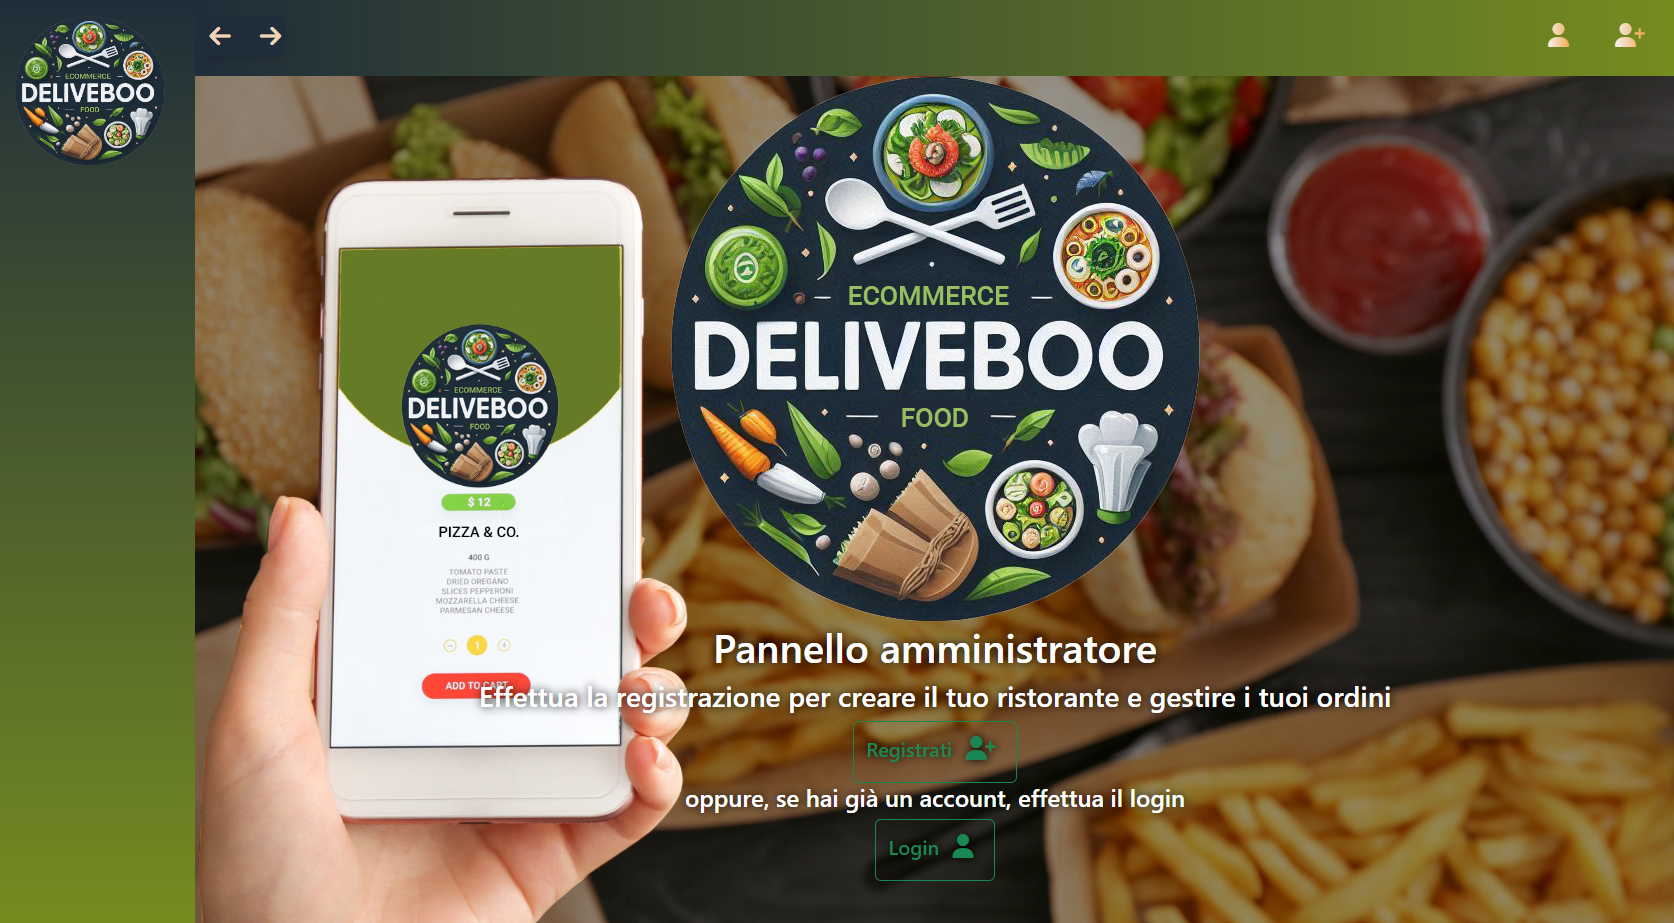 ECOMMERCE
DELIVEBOO
FOOD
ECOMMERCE
DELIVEBOO
FOOD
ECOMMERCE
DELIVEBOO
FOOD
$ 12
PIZZA & CO.
400 G
TOMATO PASTE
DRIED OREGANO
SLICES PEPPERONI
MOZZARELLA CHEESE
PARMESAN CHEESE
1
ADD TO CART
Pannello amministratore
Effettua la registrazione per creare il tuo ristorante e gestire i tuoi ordini
Registrati
oppure, se hai già un account, effettua il login
Login